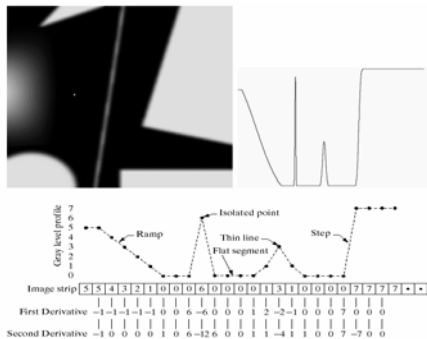 7
6
5
4
3
2
1
0
Gray level profile
Isolated point
Ramp
Thin line
Step
Flat segment
Image strip 5 5 4 3 2 1 0 0 0 6 0 0 0 0 1 3 1 0 0 0 0 7 7 7 7 • •
First Derivative −1 −1 −1 −1 −1 0 0 6 −6 0 0 0 1 2 −2 −1 0 0 0 7 0 0 0
Second Derivative −1 0 0 0 0 1 0 6 −12 6 0 0 1 1 −4 1 1 0 0 7 −7 0 0